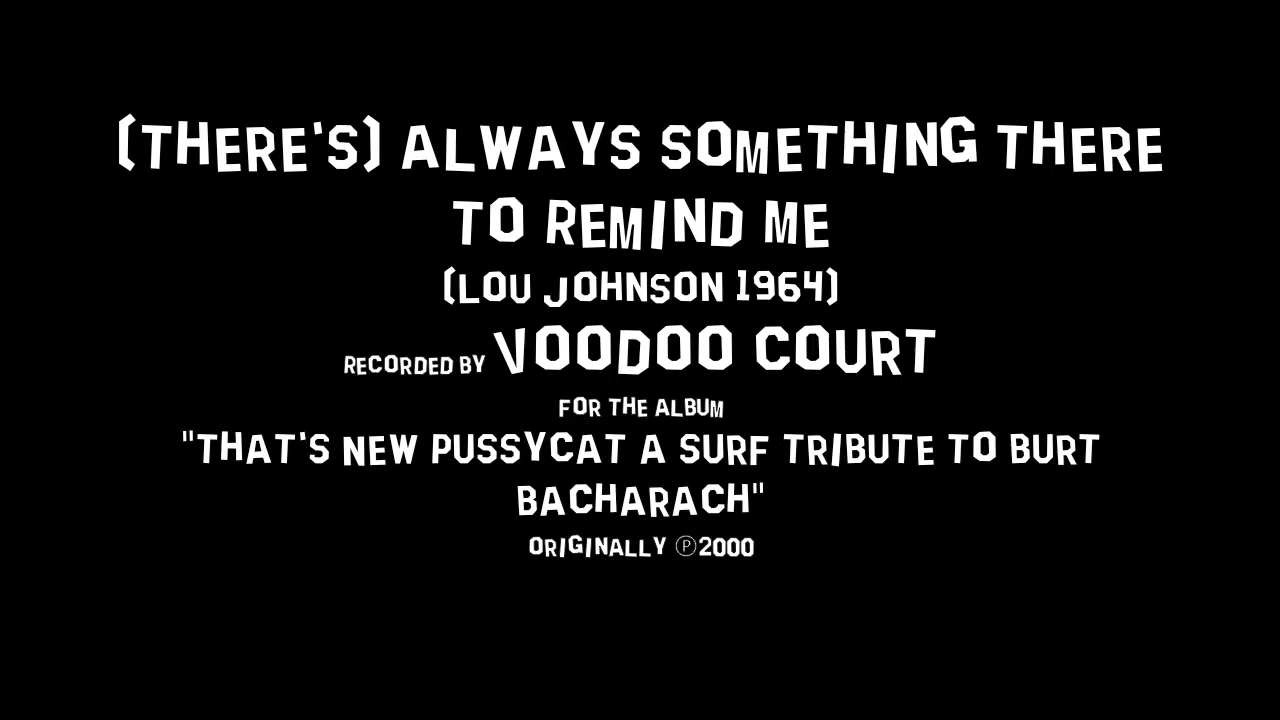 (THERE'S) ALWAYS SOMETHING THERE
TO REMIND ME
(LOU JOHNSON 1964)
RECORDED BY VOODOO COURT
FOR THE ALBUM
"THAT'S NEW PUSSYCAT A SURF TRIBUTE TO BURT
BACHARACH"
ORIGINALLY ℗2000